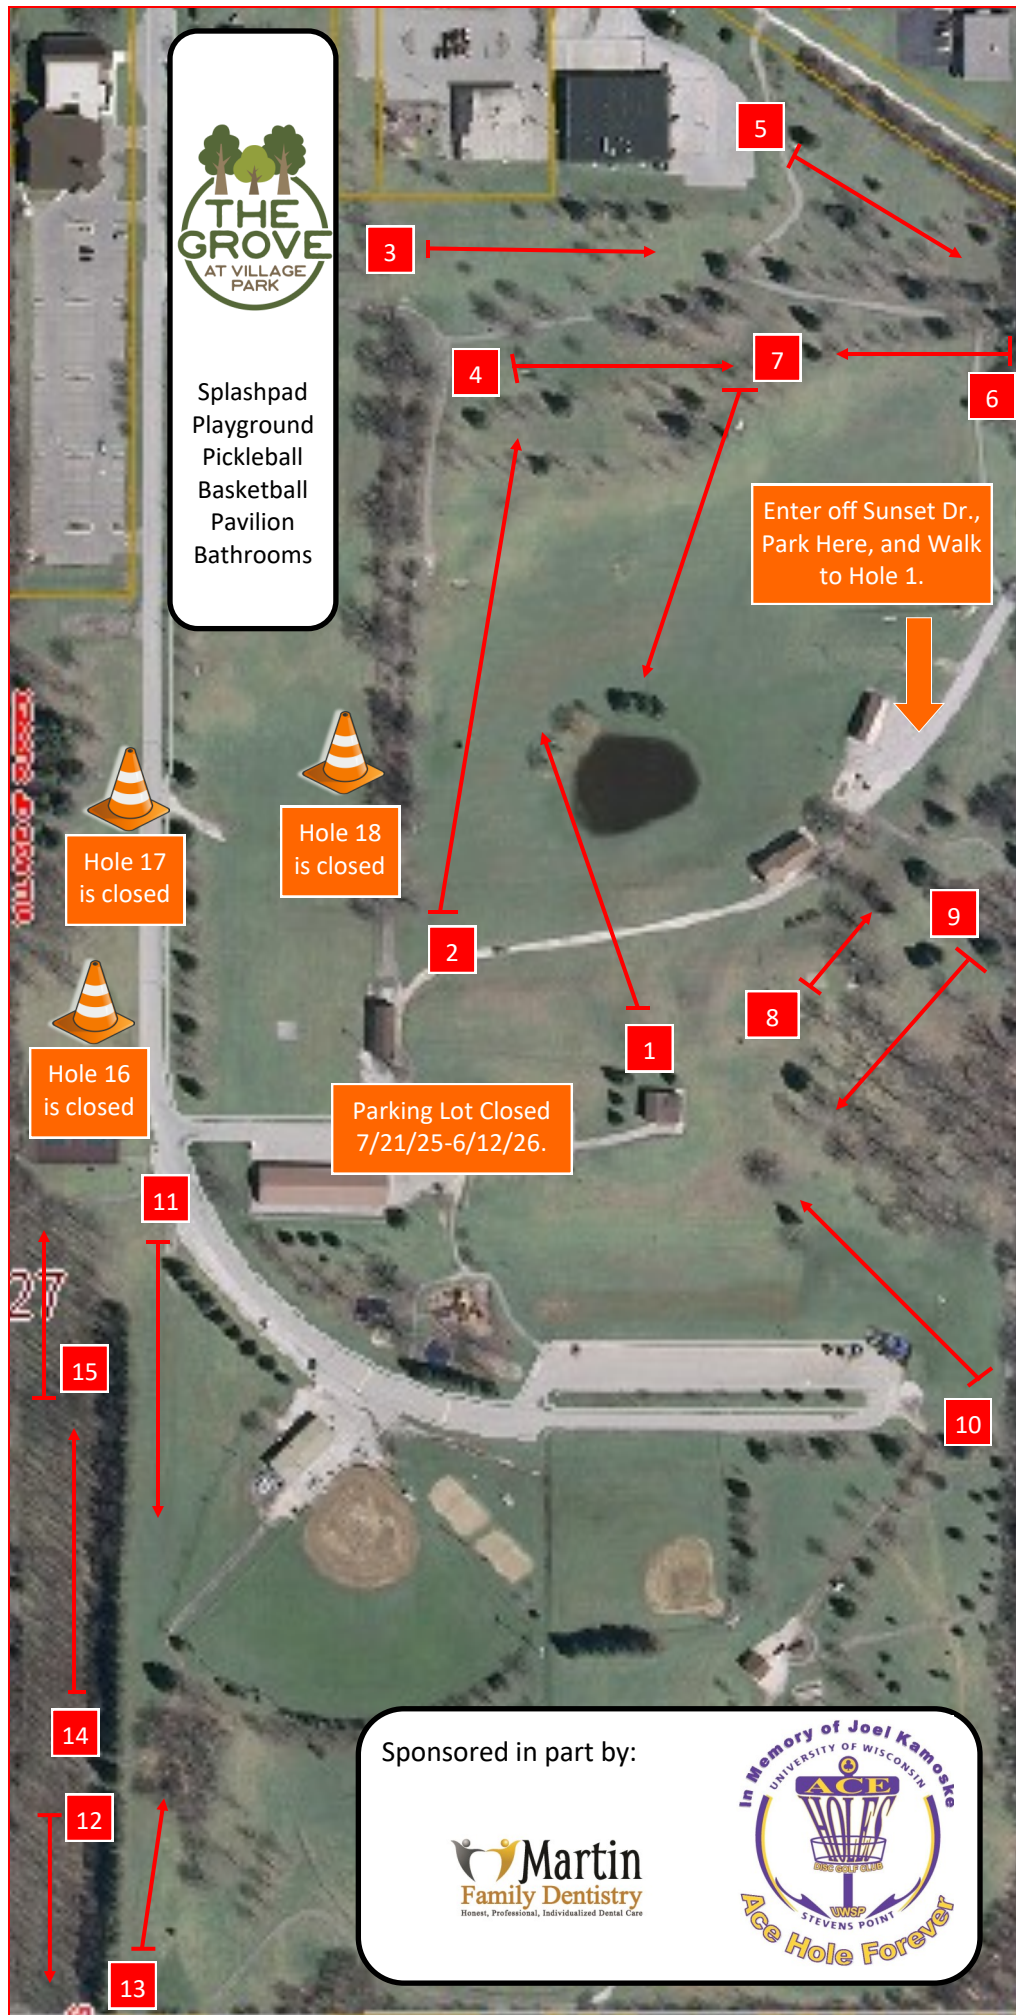 THE
GROVE
AT VILLAGE
PARK
Splashpad
Playground
Pickleball
Basketball
Pavilion
Bathrooms
5
3
4
7
6
Enter off Sunset Dr.,
Park Here, and Walk
to Hole 1.
Hole 17
is closed
Hole 18
is closed
2
9
8
1
Hole 16
is closed
Parking Lot Closed
7/21/25-6/12/26.
11
27
15
10
14
12
13
Sponsored in part by:
Martin
Family Dentistry
Honest, Professional, Individualized Dental Care
In Memory of Joel Kamoske
UNIVERSITY OF WISCONSIN
ACE
HOLE
DISC GOLF CLUB
UWSP
STEVENS POINT
Ace Hole Forever